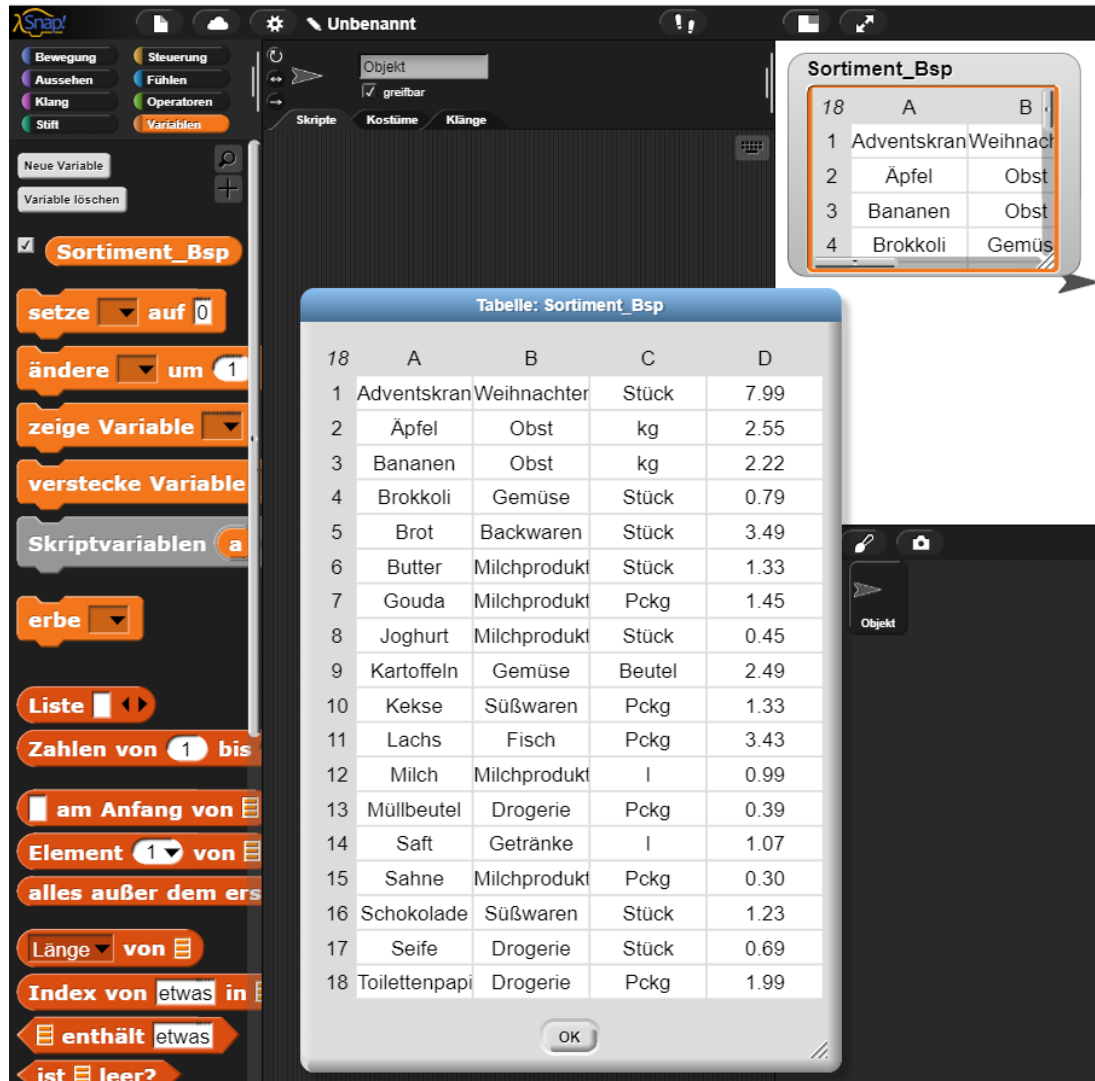 λSnap!
Unbenannt
Bewegung Steuerung
Aussehen Fühlen
Klang Operatoren
Stift Variablen
Objekt
greifbar
Skripte Kostüme Klänge
Neue Variable
Variable löschen
Sortiment_Bsp
setze auf 0
ändere um 1
zeige Variable
verstecke Variable
Skriptvariablen a
erbe
Liste
Zahlen von 1 bis
am Anfang von
Element 1 von
alles außer dem ers
Länge von
Index von etwas in
enthält etwas
ist leer?
Sortiment_Bsp
18 A B
1 Adventskran Weihnach
2 Äpfel Obst
3 Bananen Obst
4 Brokkoli Gemüs
Tabelle: Sortiment_Bsp
18 A B C D
1 Adventskran Weihnachten Stück 7.99
2 Äpfel Obst kg 2.55
3 Bananen Obst kg 2.22
4 Brokkoli Gemüse Stück 0.79
5 Brot Backwaren Stück 3.49
6 Butter Milchprodukt Stück 1.33
7 Gouda Milchprodukt Pckg 1.45
8 Joghurt Milchprodukt Stück 0.45
9 Kartoffeln Gemüse Beutel 2.49
10 Kekse Süßwaren Pckg 1.33
11 Lachs Fisch Pckg 3.43
12 Milch Milchprodukt l 0.99
13 Müllbeutel Drogerie Pckg 0.39
14 Saft Getränke l 1.07
15 Sahne Milchprodukt Pckg 0.30
16 Schokolade Süßwaren Stück 1.23
17 Seife Drogerie Stück 0.69
18 Toilettenpapi Drogerie Pckg 1.99
OK
Objekt